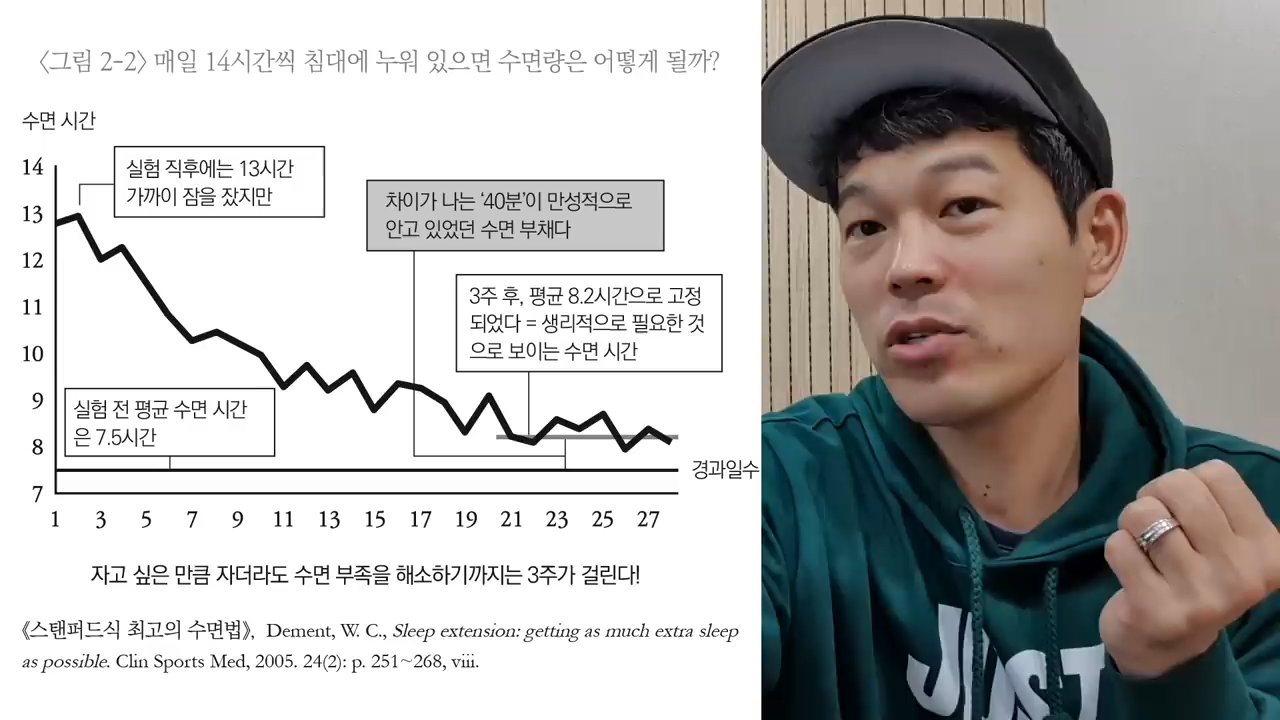 〈그림 2-2〉 매일 14시간씩 침대에 누워 있으면 수면량은 어떻게 될까?
수면 시간
14
13
12
11
10
9
8
7
실험 직후에는 13시간
가까이 잠을 잤지만
차이가 나는 ‘40분’이 만성적으로
안고 있었던 수면 부채다
3주 후, 평균 8.2시간으로 고정
되었다 = 생리적으로 필요한 것
으로 보이는 수면 시간
실험 전 평균 수면 시간
은 7.5시간
경과일수
1 3 5 7 9 11 13 15 17 19 21 23 25 27
자고 싶은 만큼 자더라도 수면 부족을 해소하기까지는 3주가 걸린다!
《스탠퍼드식 최고의 수면법》, Dement, W. C., Sleep extension: getting as much extra sleep
as possible. Clin Sports Med, 2005. 24(2): p. 251~268, viii.